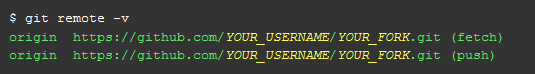 $ git remote -v
origin  https://github.com/YOUR_USERNAME/YOUR_FORK.git (fetch)
origin  https://github.com/YOUR_USERNAME/YOUR_FORK.git (push)